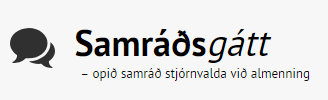 Samráðsgátt
– opið samráð stjórnvalda við almenning